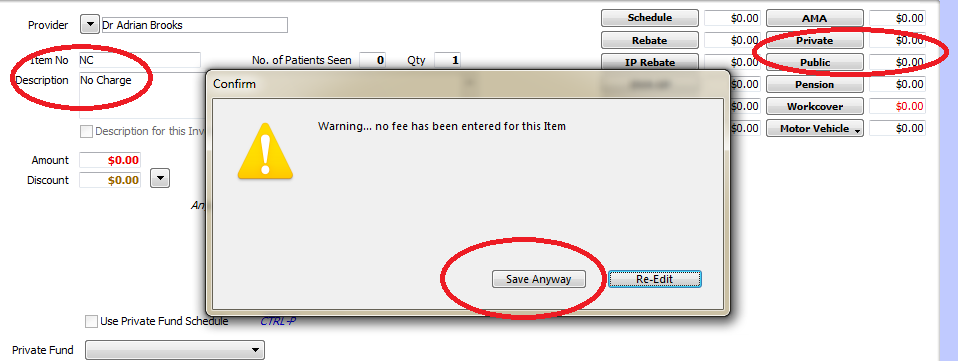 Provider Dr Adrian Brooks
Schedule $0.00 AMA $0.00
Rebate $0.00 Private $0.00
Item No NC No. of Patients Seen 0 Qty 1
IP Rebate $0.00 Public $0.00
Description No Charge
$0.00 Pension $0.00
$0.00 Workcover $0.00
$0.00 Motor Vehicle $0.00
Description for this Inv
Amount $0.00
Discount $0.00
An
Confirm
Warning... no fee has been entered for this Item
Save Anyway Re-Edit
Use Private Fund Schedule CTRL+P
Private Fund